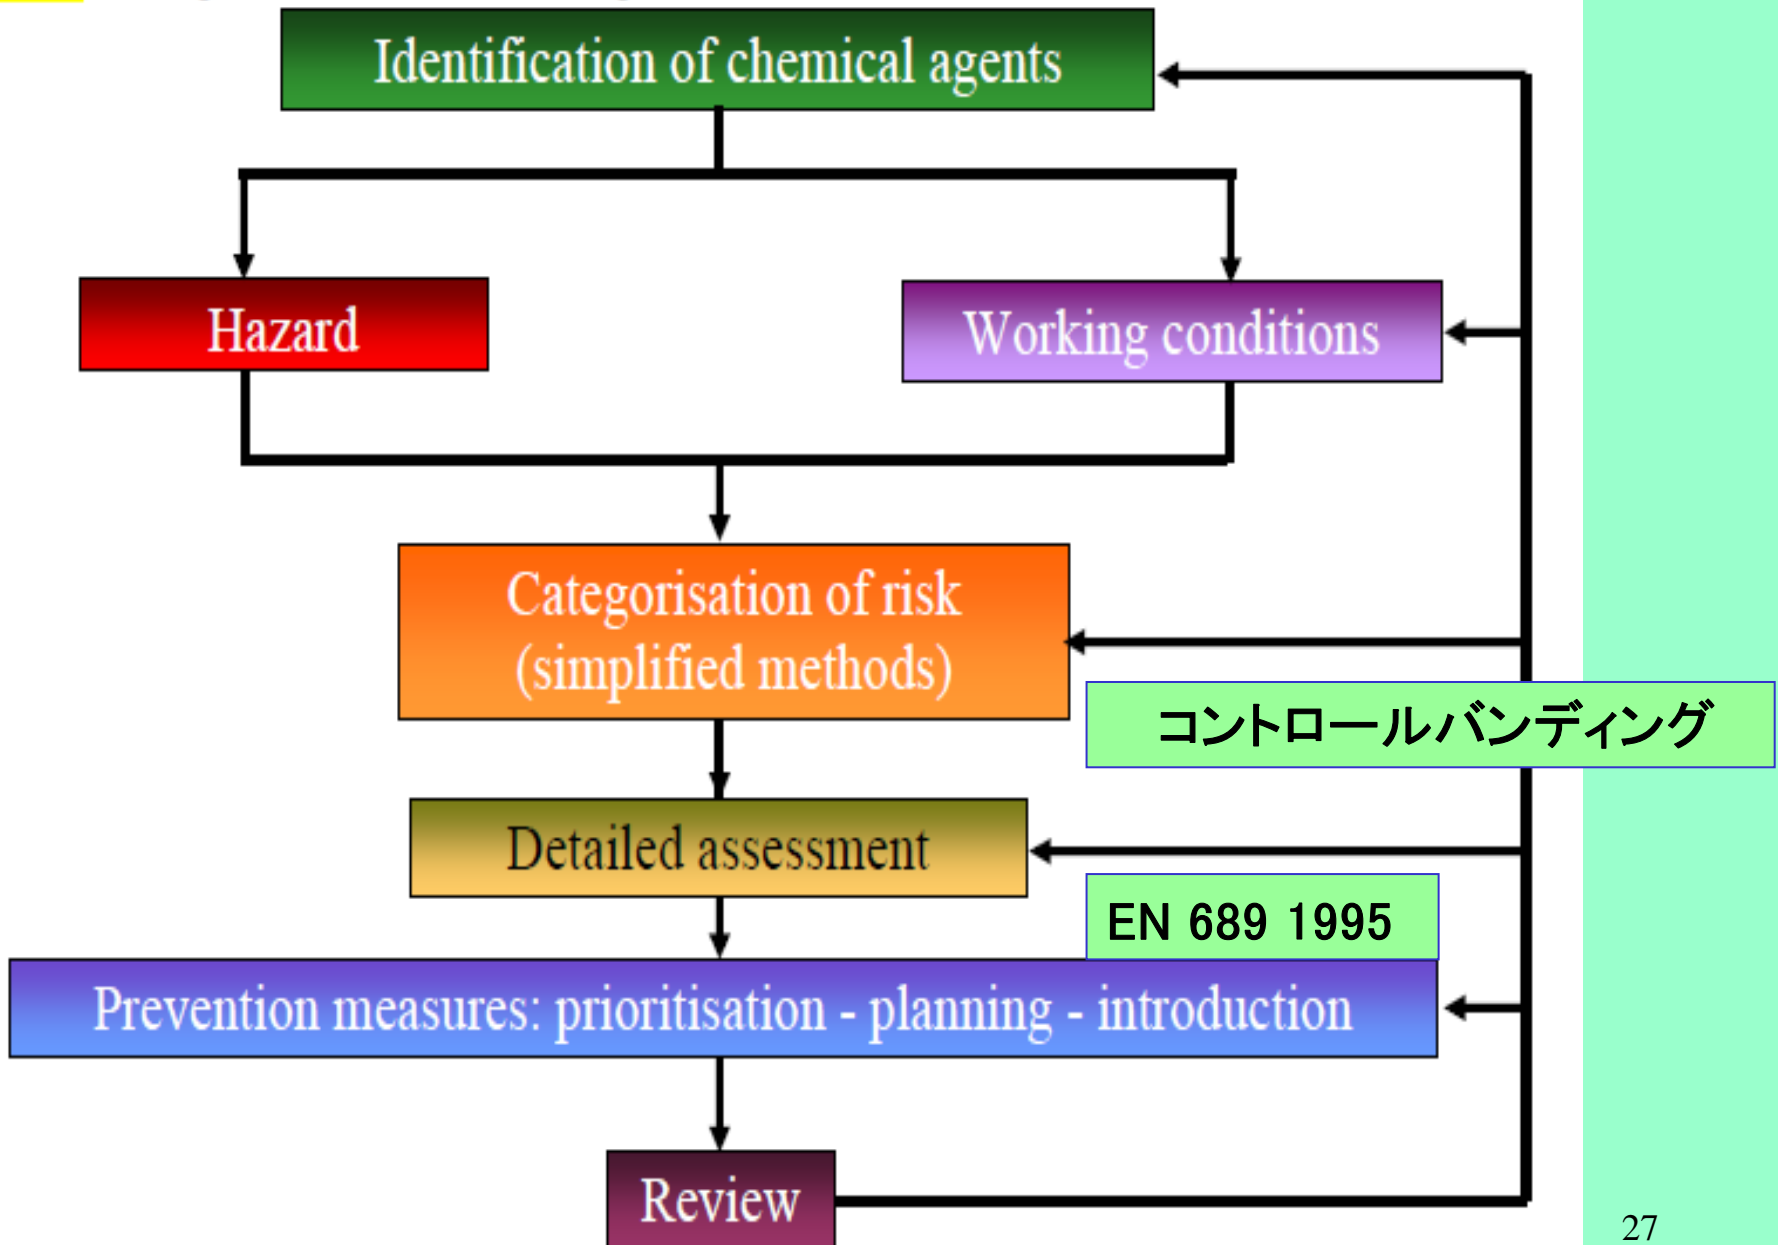 Identification of chemical agents
Hazard
Working conditions
Categorisation of risk
(simplified methods)
コントロールバンディング
Detailed assessment
EN 689 1995
Prevention measures: prioritisation - planning - introduction
Review
27